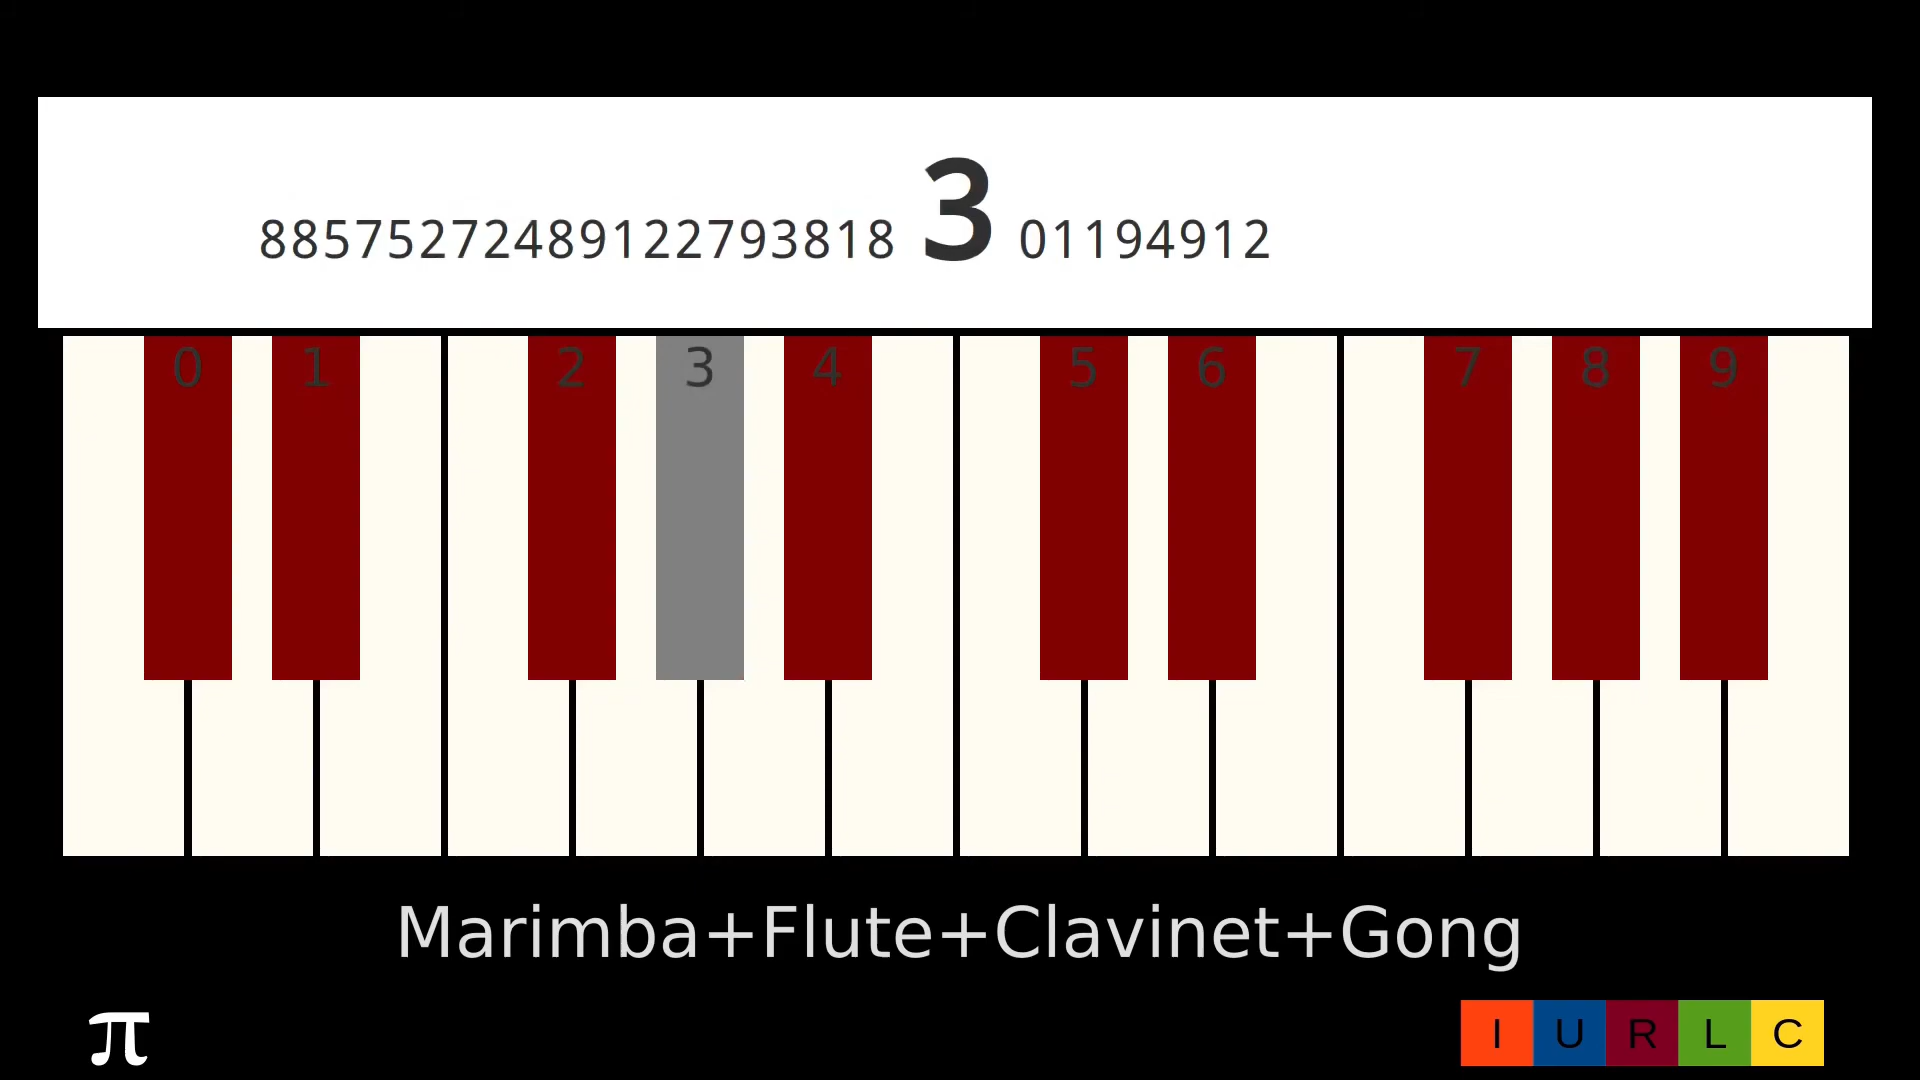 88575272489122793818 3 01194912
0 1 2 3 4 5 6 7 8 9
Marimba+Flute+Clavinet+Gong
π
I U R L C